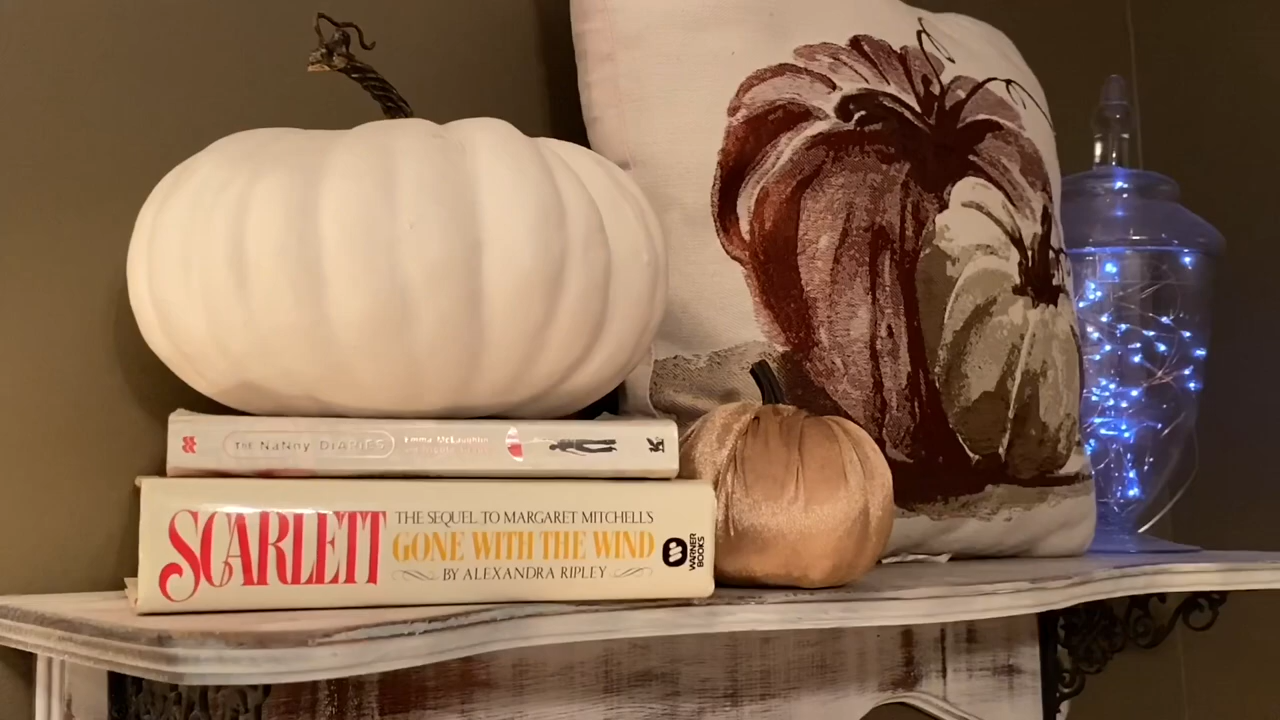 THE NaNny DiARiES
Emma McLaughlin
SCARLETT
THE SEQUEL TO MARGARET MITCHELL'S
GONE WITH THE WIND
BY ALEXANDRA RIPLEY
WARNER
BOOKS